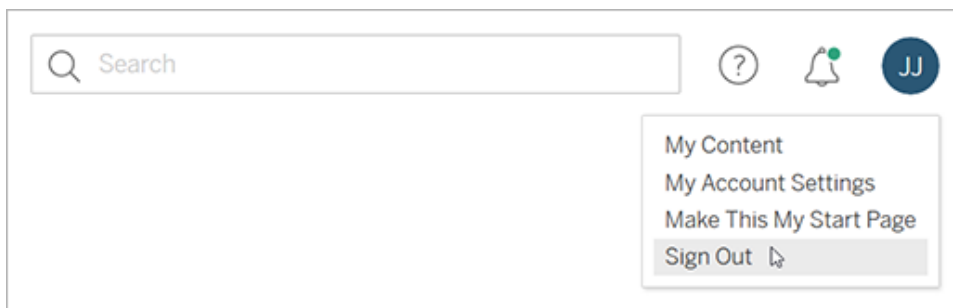 Search
?
JJ
My Content
My Account Settings
Make This My Start Page
Sign Out